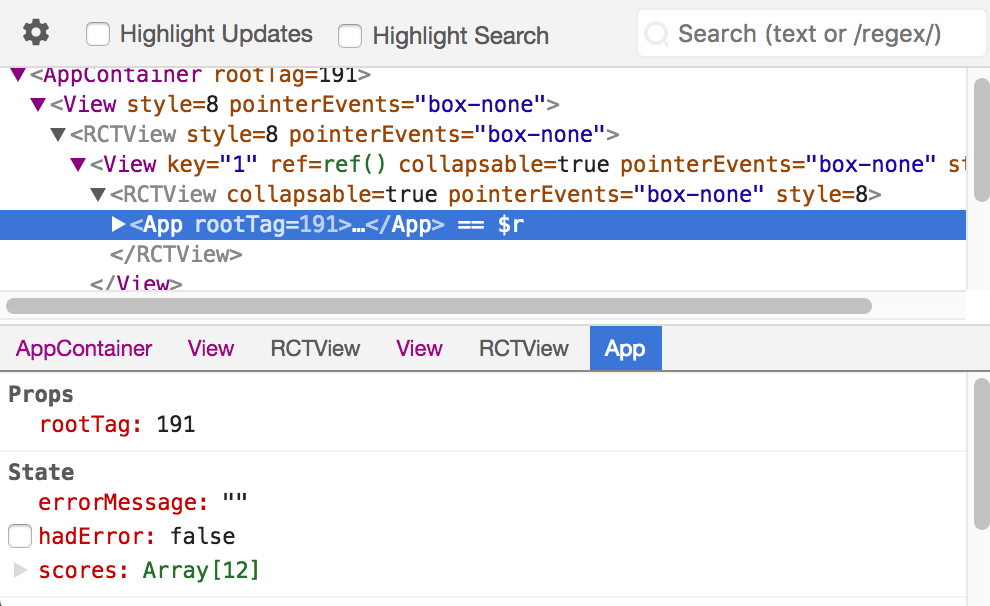 Highlight Updates Highlight Search Search (text or /regex/)
▼<AppContainer rootTag=191>
▼<View style=8 pointerEvents="box-none">
▼<RCTView style=8 pointerEvents="box-none">
▼<View key="1" ref=ref() collapsable=true pointerEvents="box-none" st
▼<RCTView collapsable=true pointerEvents="box-none" style=8>
▶<App rootTag=191>…</App> == $r
</RCTView>
</View>
AppContainer View RCTView View RCTView App
Props
rootTag: 191
State
errorMessage: ""
hadError: false
▶ scores: Array[12]